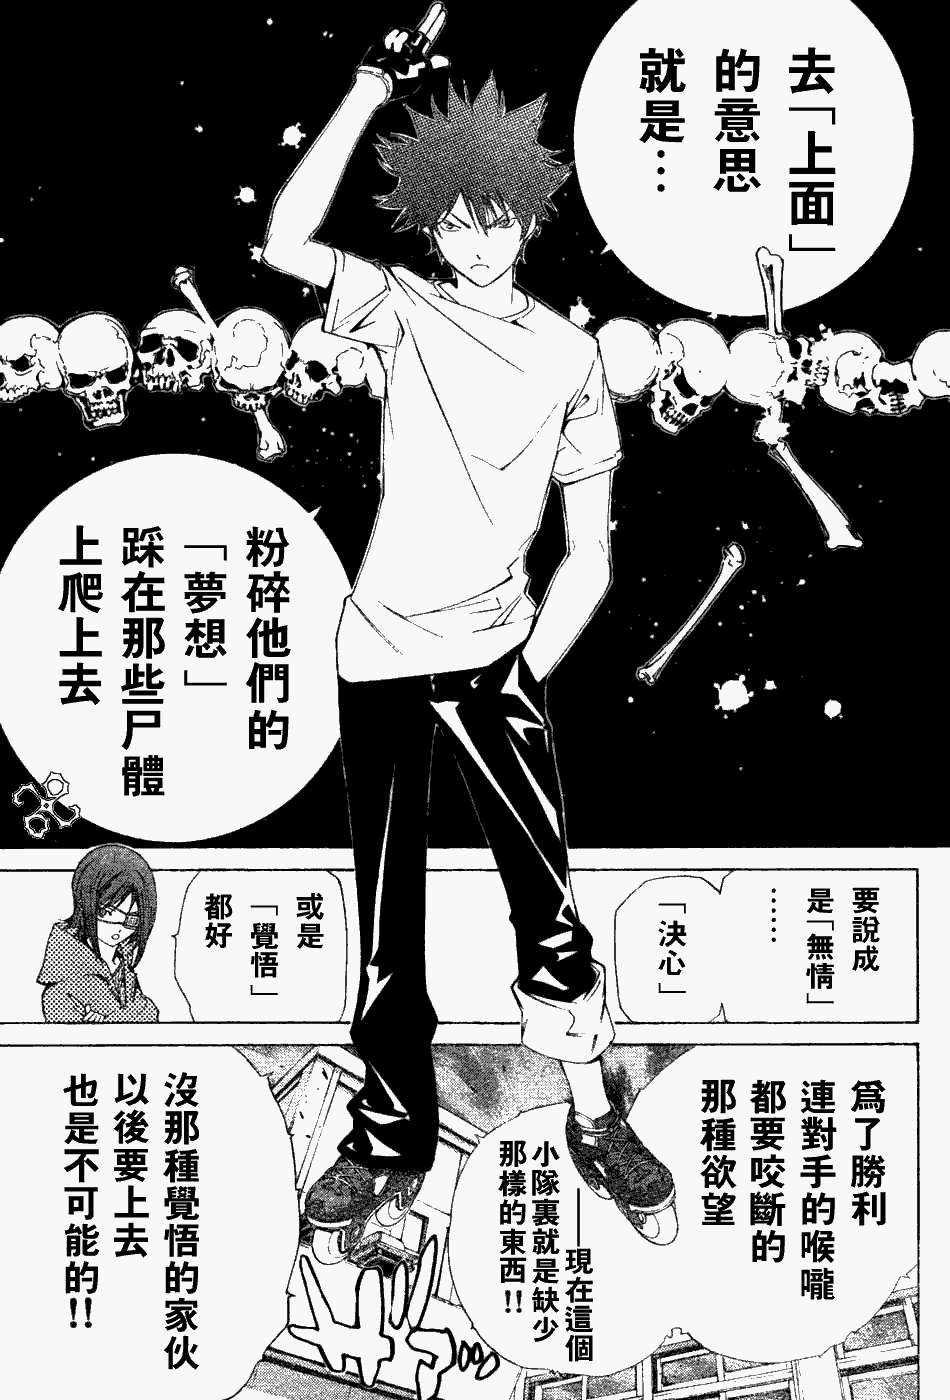 去「上面」
的意思
就是…
粉碎他們的
「夢想」
踩在那些尸體
上爬上去
要說成
是「無情」
……
「決心」
或是
「覺悟」
都好
爲了勝利
連對手的喉嚨
都要咬斷的
那種欲望
——現在這個
小隊裏就是缺少
那樣的東西!!
沒那種覺悟的家伙
以後要上去
也是不可能的!!